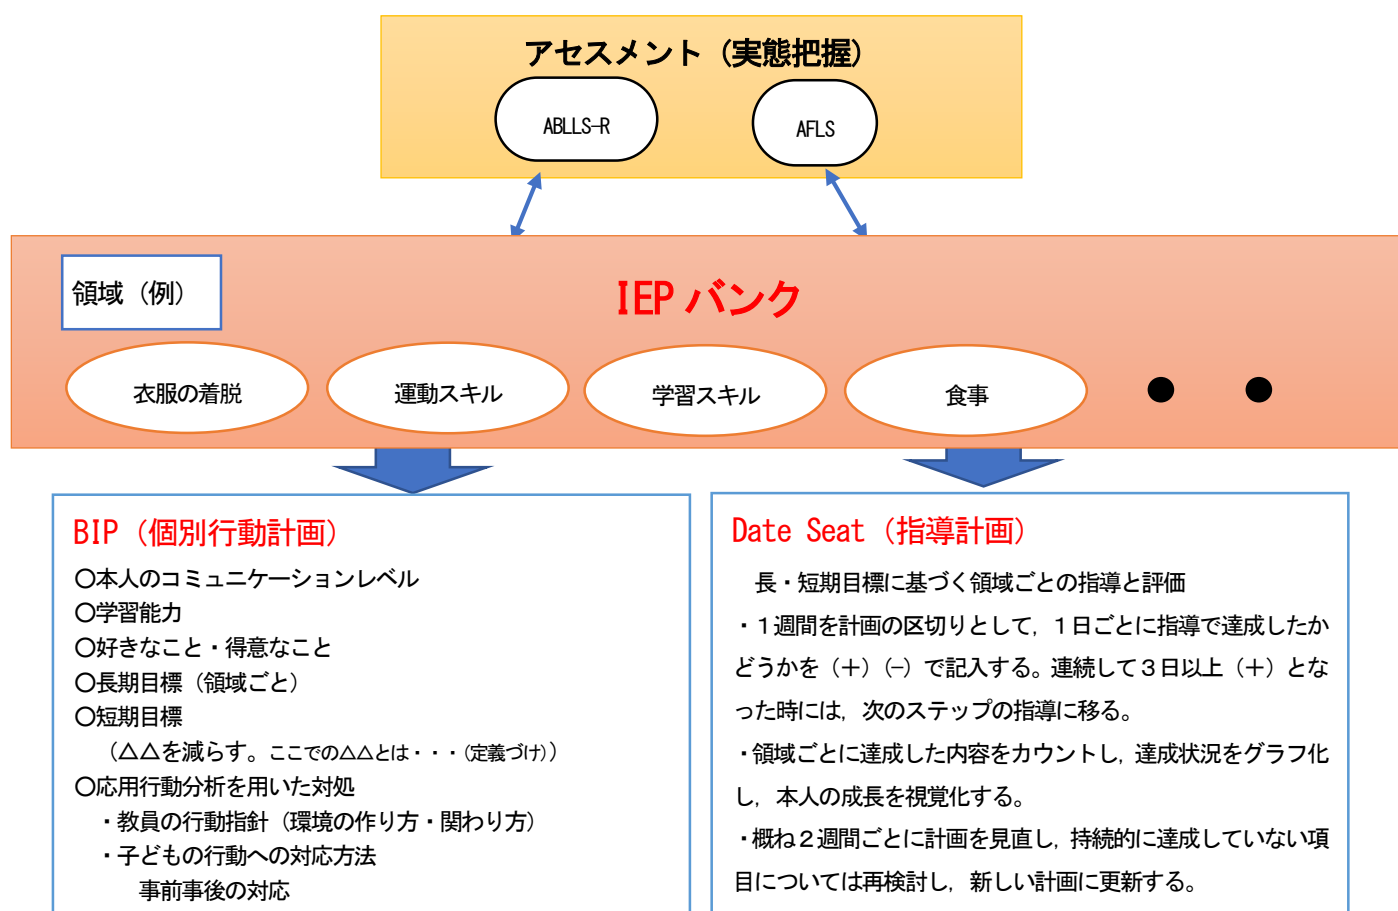 アセスメント（実態把握）
ABLLS-R
AFLS
領域（例）
IEP バンク
衣服の着脱
運動スキル
学習スキル
食事
● ●
BIP（個別行動計画）
〇本人のコミュニケーションレベル
〇学習能力
〇好きなこと・得意なこと
〇長期目標（領域ごと）
〇短期目標
（△△を減らす。ここでの△△とは・・・（定義づけ））
〇応用行動分析を用いた対処
・教員の行動指針（環境の作り方・関わり方）
・子どもの行動への対応方法
事前事後の対応
Date Seat（指導計画）
長・短期目標に基づく領域ごとの指導と評価
・１週間を計画の区切りとして，１日ごとに指導で達成したか
どうかを（＋）（－）で記入する。連続して３日以上（＋）とな
った時には，次のステップの指導に移る。
・領域ごとに達成した内容をカウントし，達成状況をグラフ化
し，本人の成長を視覚化する。
・概ね２週間ごとに計画を見直し，持続的に達成していない項
目については再検討し，新しい計画に更新する。